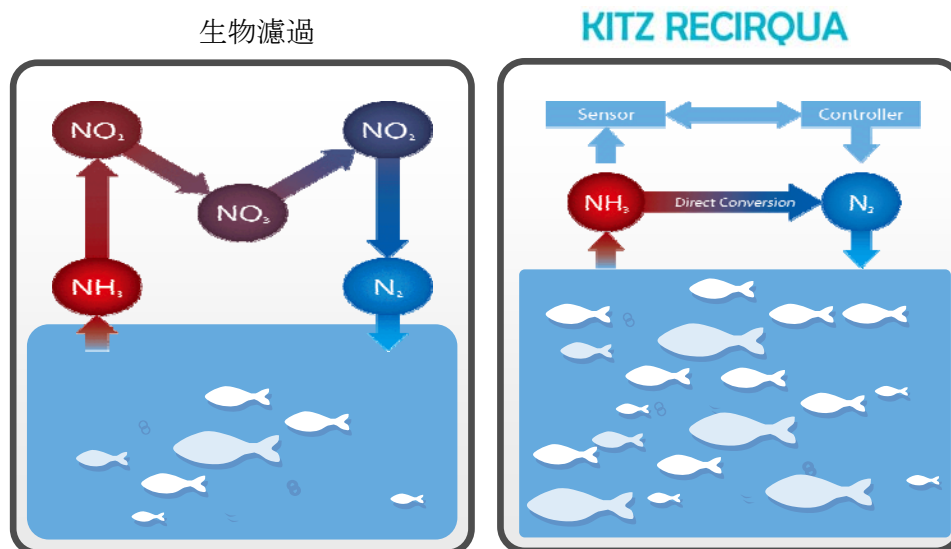 生物濾過
KITZ RECIRQUA
NO₂
NO₂
NO₃
NH₃
N₂
Sensor
Controller
NH₃
Direct Conversion
N₂